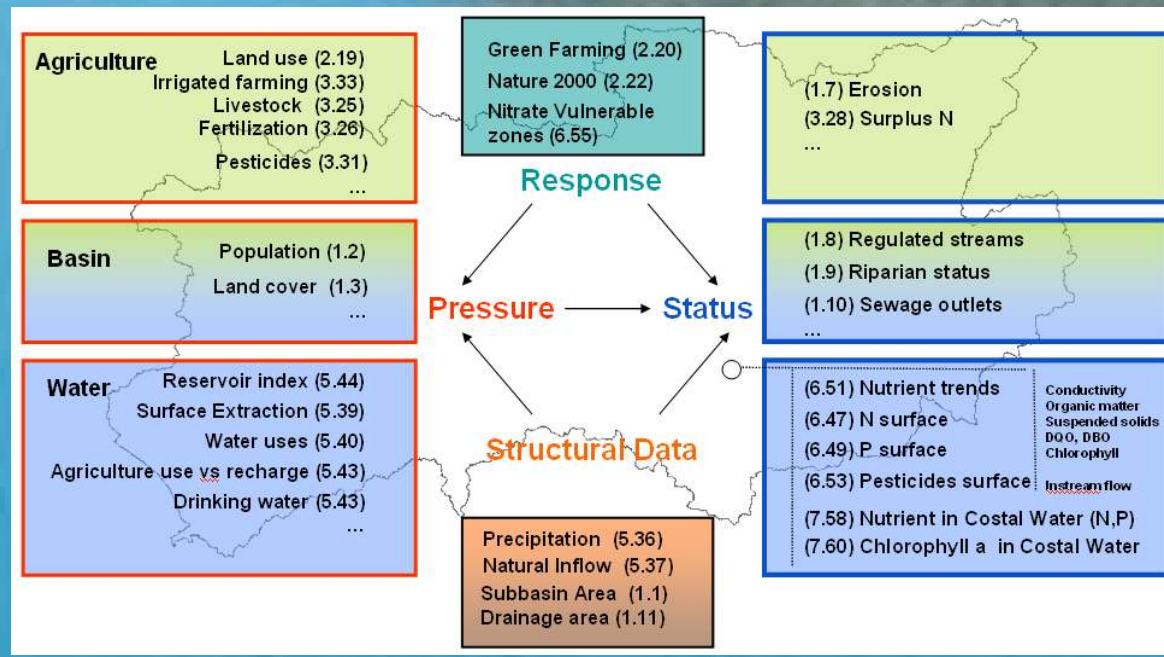 Agriculture
Land use (2.19)
Irrigated farming (3.33)
Livestock (3.25)
Fertilization (3.26)
Pesticides (3.31)
...
Green Farming (2.20)
Nature 2000 (2.22)
Nitrate Vulnerable
zones (6.55)
Response
(1.7) Erosion
(3.28) Surplus N
...
Basin
Population (1.2)
Land cover (1.3)
...
Pressure
Status
(1.8) Regulated streams
(1.9) Riparian status
(1.10) Sewage outlets
...
Water
Reservoir index (5.44)
Surface Extraction (5.39)
Water uses (5.40)
Agriculture use vs recharge (5.43)
Drinking water (5.43)
...
Structural Data
Precipitation (5.36)
Natural Inflow (5.37)
Subbasin Area (1.1)
Drainage area (1.11)
(6.51) Nutrient trends
(6.47) N surface
(6.49) P surface
(6.53) Pesticides surface
(7.58) Nutrient in Costal Water (N,P)
(7.60) Chlorophyll a in Costal Water
Conductivity
Organic matter
Suspended solids
DQO, DBO
Chlorophyll
Instream flow